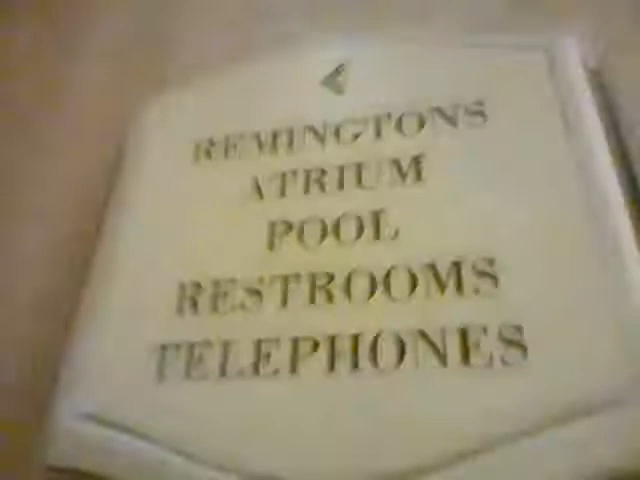 REMINGTONS
ATRIUM
POOL
RESTROOMS
TELEPHONES